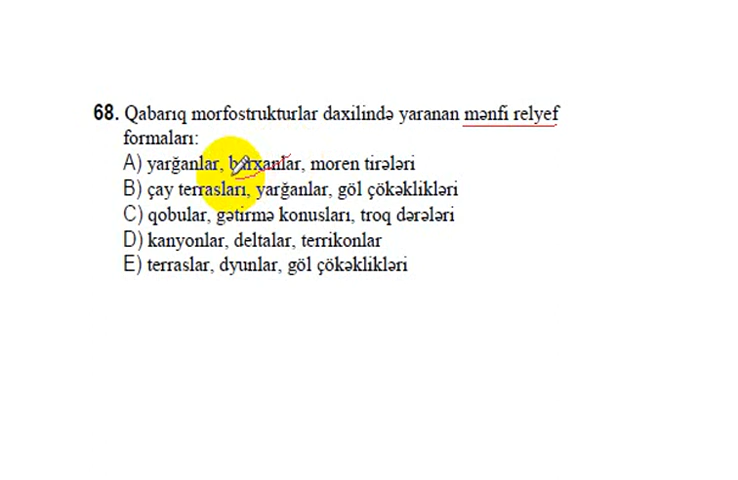 68. Qabarıq morfostrukturlar daxilində yaranan mənfi relyef
formaları:
A) yarğanlar, barxanlar, moren tirələri
B) çay terrasları, yarğanlar, göl çökəklikləri
C) qobular, gətirmə konusları, troq dərələri
D) kanyonlar, deltalar, terrikonlar
E) terraslar, dyunlar, göl çökəklikləri